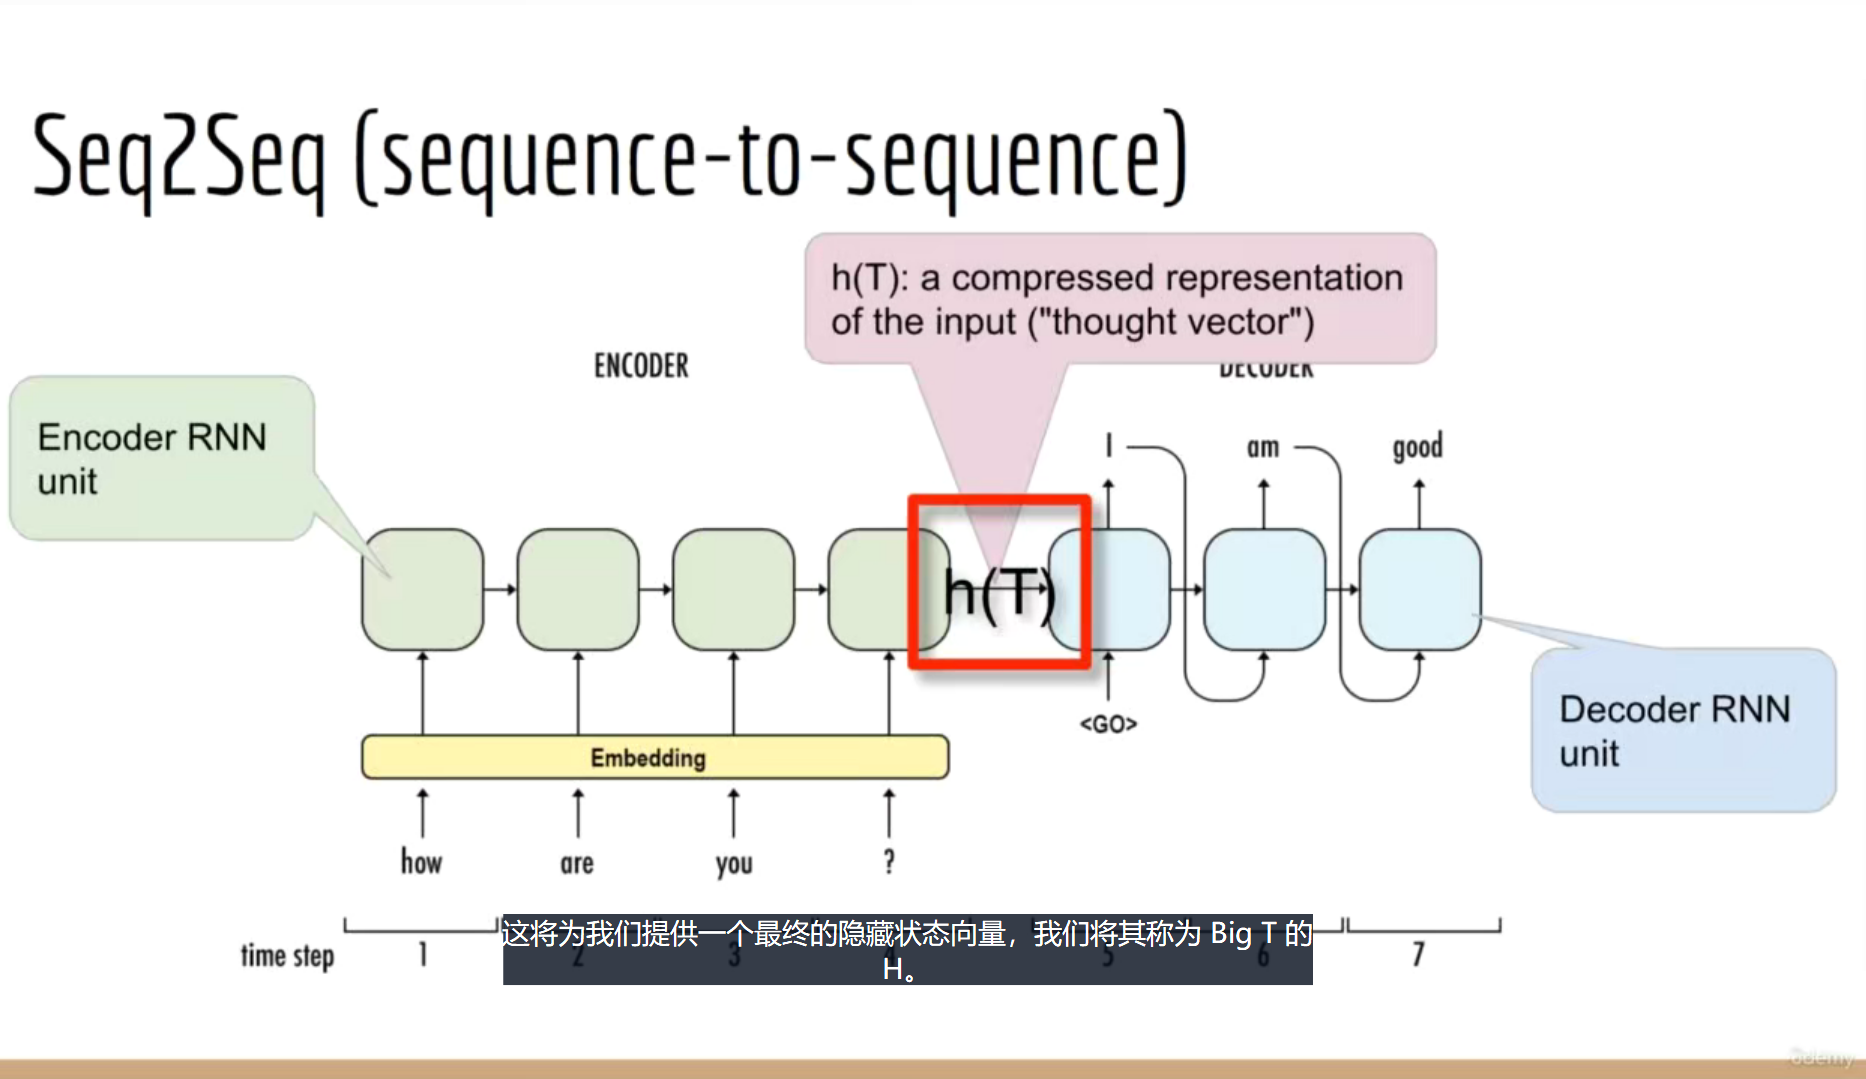 Seq2Seq (sequence-to-sequence)
h(T): a compressed representation
of the input ("thought vector")
ENCODER
DECODER
Encoder RNN
unit
I
am
good
h(T)
<GO>
Decoder RNN
unit
Embedding
how
are
you
?
这将为我们提供一个最终的隐藏状态向量，我们将其称为 Big T 的
H。
time step
1
2
3
4
5
6
7
udemy